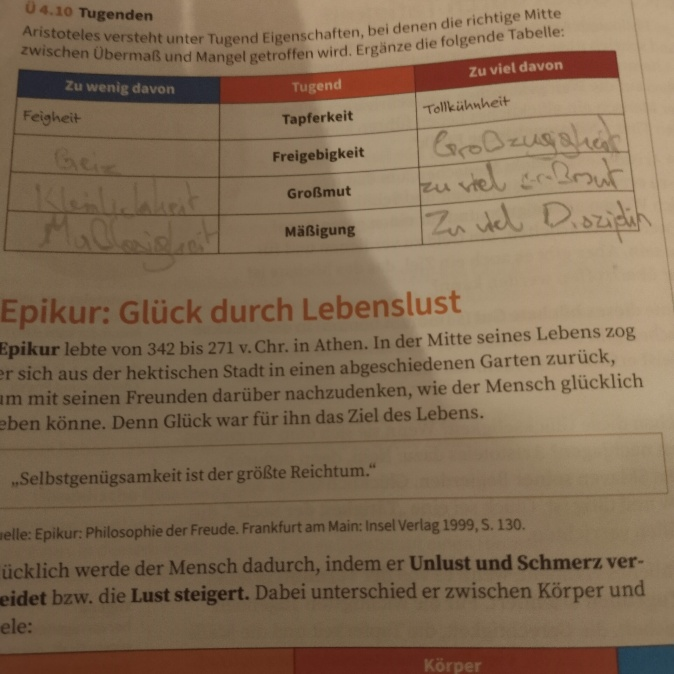 Ü 4.10 Tugenden
Aristoteles versteht unter Tugend Eigenschaften, bei denen die richtige Mitte
zwischen Übermaß und Mangel getroffen wird. Ergänze die folgende Tabelle:
Zu wenig davon Tugend Zu viel davon
Feigheit Tapferkeit Tollkühnheit
Geiz Freigebigkeit Großzügigkeit
Großmut zu viel Großmut
Mäßigung Zu viel Disziplin
Epikur: Glück durch Lebenslust
Epikur lebte von 342 bis 271 v. Chr. in Athen. In der Mitte seines Lebens zog
er sich aus der hektischen Stadt in einen abgeschiedenen Garten zurück,
um mit seinen Freunden darüber nachzudenken, wie der Mensch glücklich
eben könne. Denn Glück war für ihn das Ziel des Lebens.
„Selbstgenügsamkeit ist der größte Reichtum.“
uelle: Epikur: Philosophie der Freude. Frankfurt am Main: Insel Verlag 1999, S. 130.
ücklich werde der Mensch dadurch, indem er Unlust und Schmerz ver-
eidet bzw. die Lust steigert. Dabei unterschied er zwischen Körper und
ele:
Körper